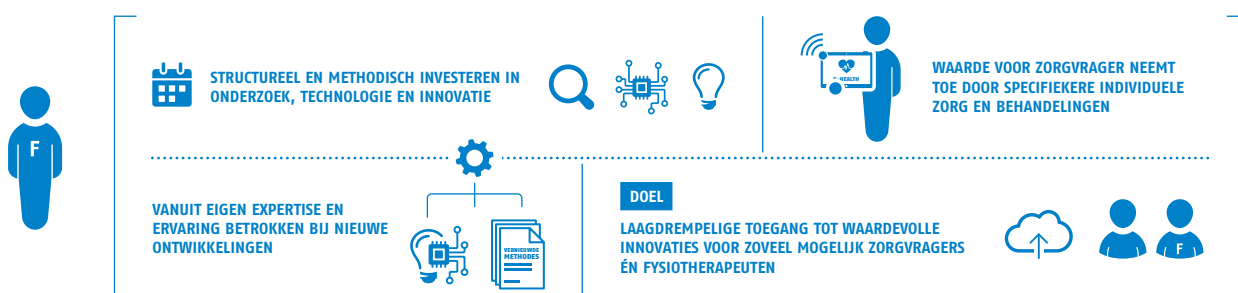 F
STRUCTUREEL EN METHODISCH INVESTEREN IN
ONDERZOEK, TECHNOLOGIE EN INNOVATIE
E-HEALTH
WAARDE VOOR ZORGVRAGER NEEMT
TOE DOOR SPECIFIEKERE INDIVIDUELE
ZORG EN BEHANDELINGEN
VANUIT EIGEN EXPERTISE EN
ERVARING BETROKKEN BIJ NIEUWE
ONTWIKKELINGEN
VERNIEUWDE
METHODES
DOEL
LAAGDREMPELIGE TOEGANG TOT WAARDEVOLLE
INNOVATIES VOOR ZOVEEL MOGELIJK ZORGVRAGERS
ÉN FYSIOTHERAPEUTEN
F